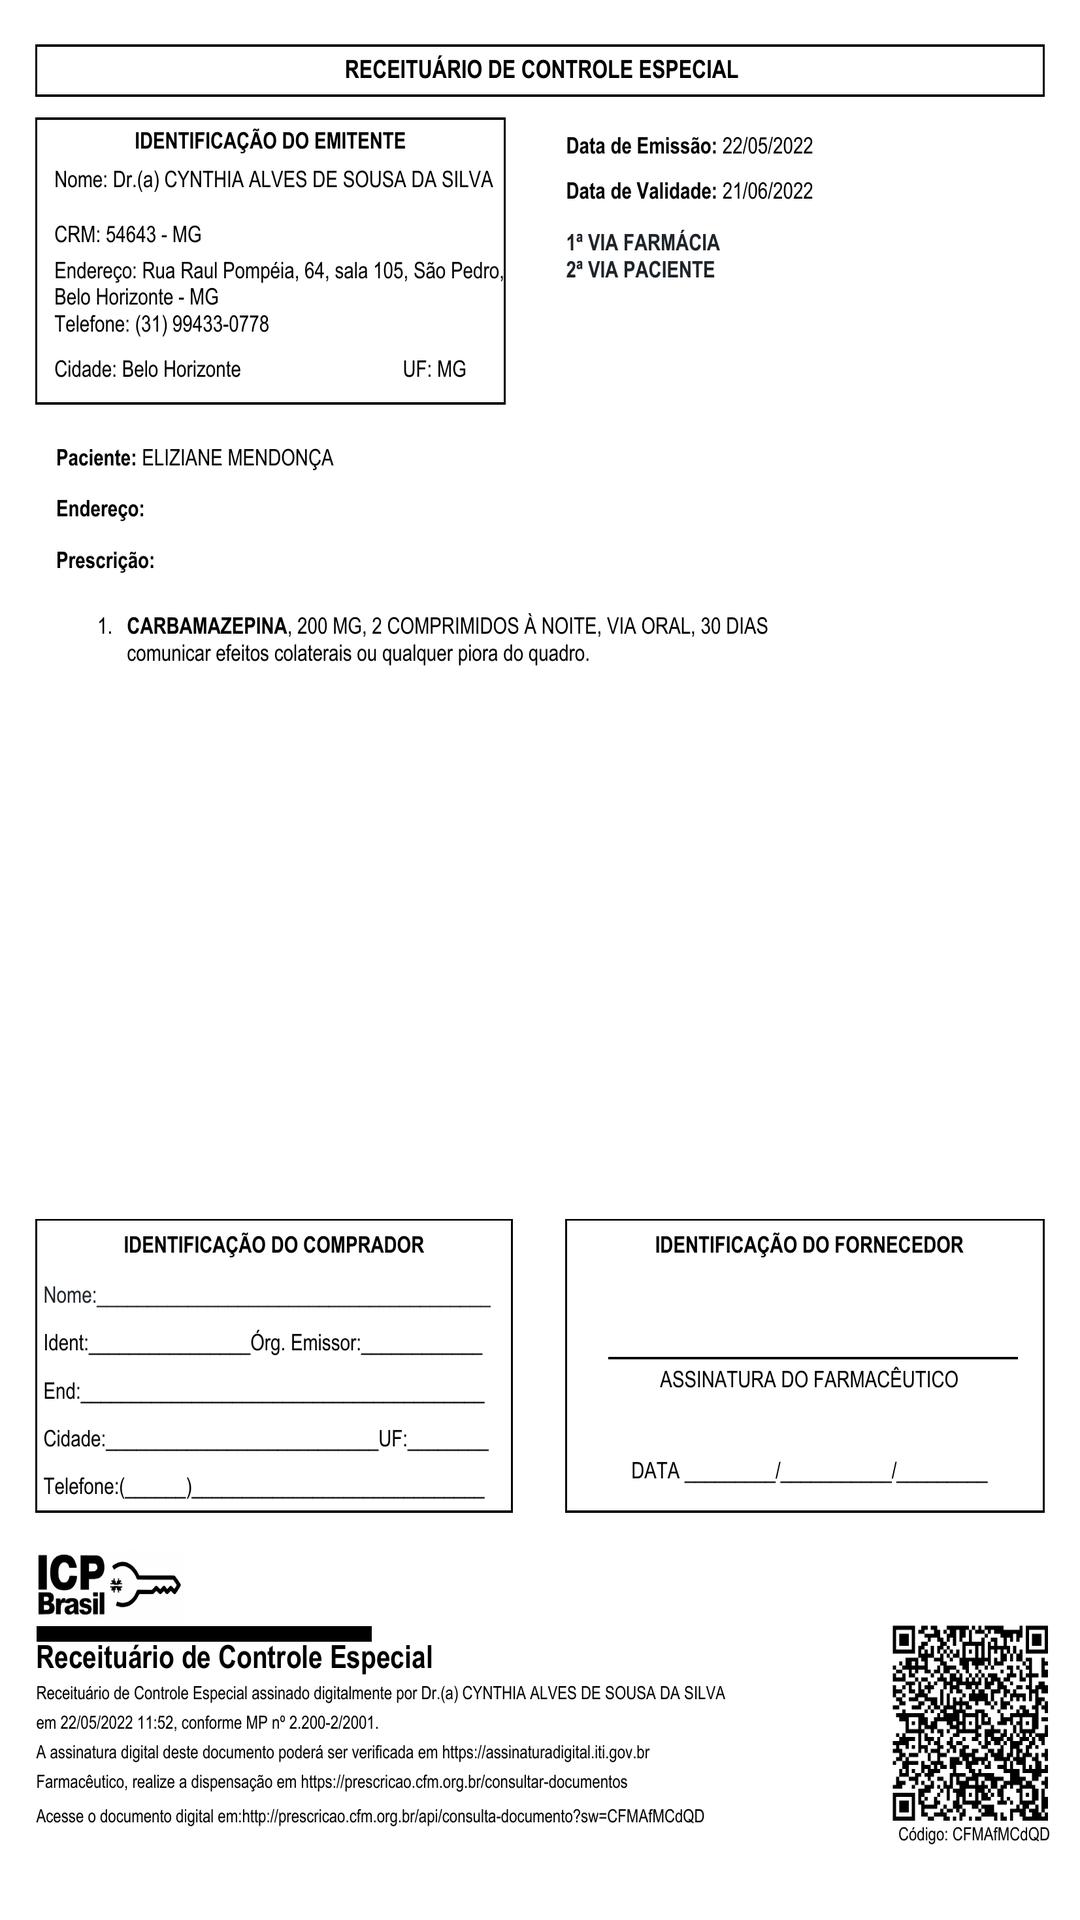 RECEITUÁRIO DE CONTROLE ESPECIAL
IDENTIFICAÇÃO DO EMITENTE
Nome: Dr.(a) CYNTHIA ALVES DE SOUSA DA SILVA
CRM: 54643 - MG
Endereço: Rua Raul Pompéia, 64, sala 105, São Pedro,
Belo Horizonte - MG
Telefone: (31) 99433-0778
Cidade: Belo Horizonte UF: MG
Data de Emissão: 22/05/2022
Data de Validade: 21/06/2022
1ª VIA FARMÁCIA
2ª VIA PACIENTE
Paciente: ELIZIANE MENDONÇA
Endereço:
Prescrição:
1. CARBAMAZEPINA, 200 MG, 2 COMPRIMIDOS À NOITE, VIA ORAL, 30 DIAS
comunicar efeitos colaterais ou qualquer piora do quadro.
IDENTIFICAÇÃO DO COMPRADOR
Nome:_______________________________________
Ident:________________Órg. Emissor:____________
End:________________________________________
Cidade:___________________________UF:________
Telefone:(______)_____________________________
IDENTIFICAÇÃO DO FORNECEDOR
ASSINATURA DO FARMACÊUTICO
DATA _________/___________/_________
ICP
Brasil
Receituário de Controle Especial
Receituário de Controle Especial assinado digitalmente por Dr.(a) CYNTHIA ALVES DE SOUSA DA SILVA
em 22/05/2022 11:52, conforme MP nº 2.200-2/2001.
A assinatura digital deste documento poderá ser verificada em https://assinaturadigital.iti.gov.br
Farmacêutico, realize a dispensação em https://prescricao.cfm.org.br/consultar-documentos
Acesse o documento digital em:http://prescricao.cfm.org.br/api/consulta-documento?sw=CFMAfMCdQD
Código: CFMAfMCdQD